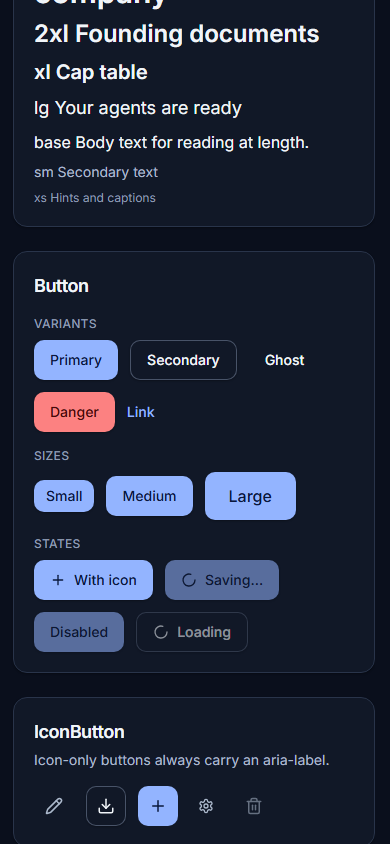 company
2xl Founding documents
xl Cap table
lg Your agents are ready
base Body text for reading at length.
sm Secondary text
xs Hints and captions
Button
VARIANTS
Primary Secondary Ghost
Danger Link
SIZES
Small Medium Large
STATES
With icon Saving...
Disabled Loading
IconButton
Icon-only buttons always carry an aria-label.